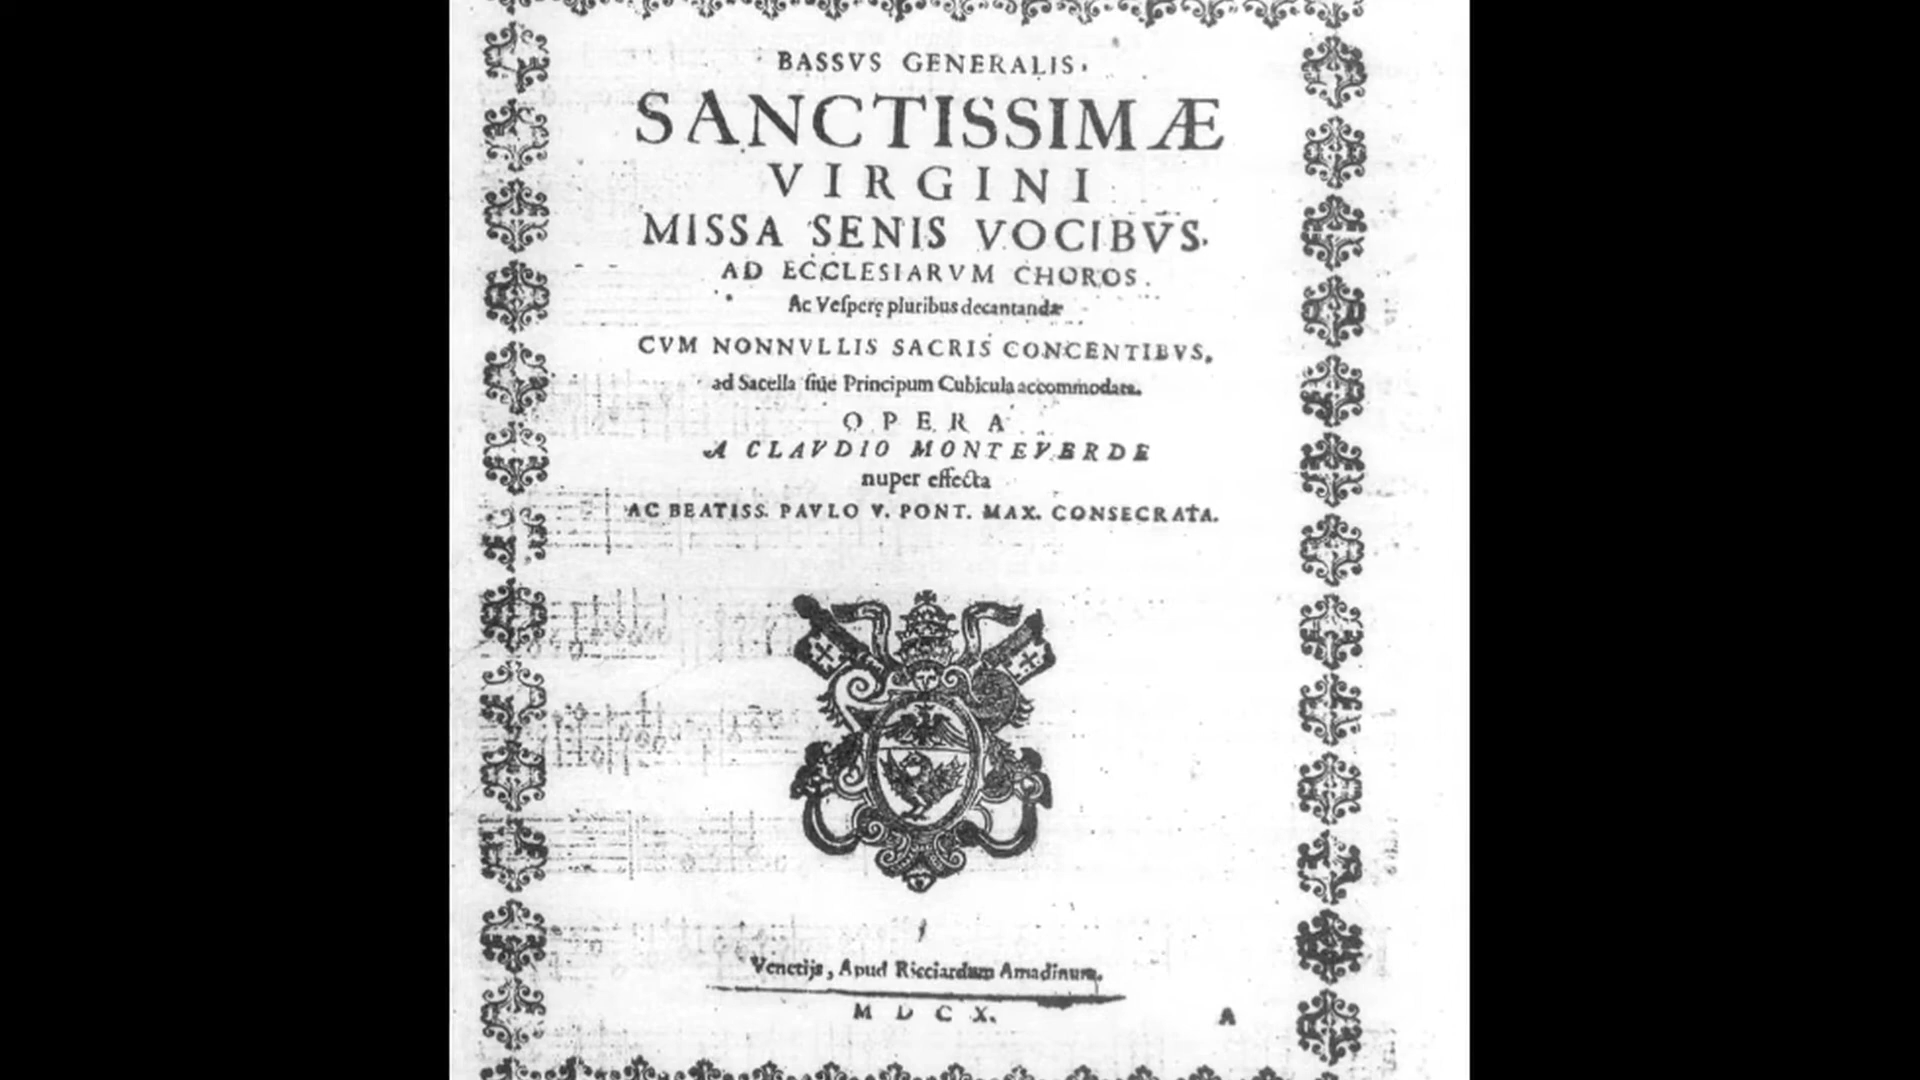 BASSVS GENERALIS.
SANCTISSIMÆ
VIRGINI
MISSA SENIS VOCIBVS.
AD ECCLESIARVM CHOROS.
Ac Veſperę pluribus decantandæ
CVM NONNVLLIS SACRIS CONCENTIBVS,
ad Sacella ſiue Principum Cubicula accommodata.
OPERA
A CLAVDIO MONTEVERDE
nuper effecta
AC BEATISS. PAVLO V. PONT. MAX. CONSECRATA.
Venetijs, Apud Ricciardum Amadinum.
MDCX.
A